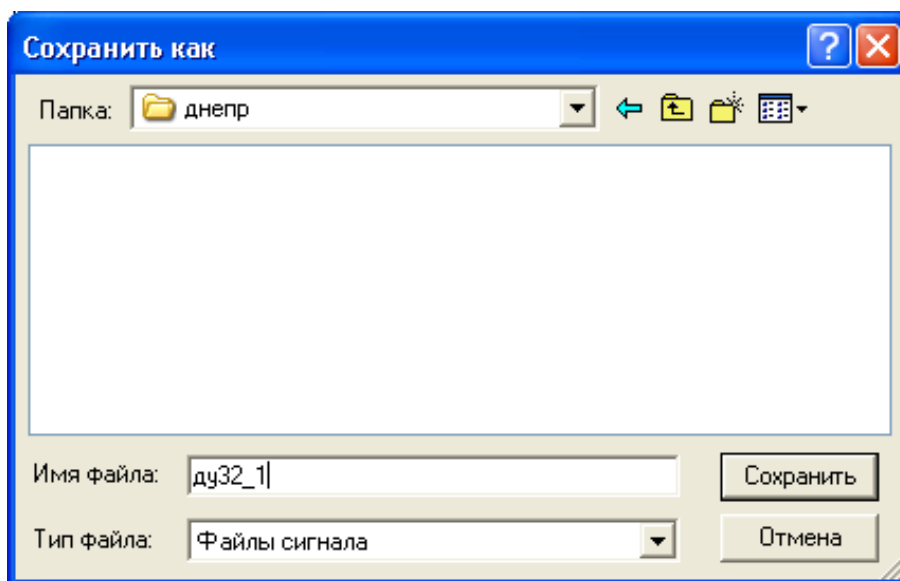 Сохранить как
?
Папка: днепр
Имя файла: ду32_1
Сохранить
Тип файла: Файлы сигнала
Отмена